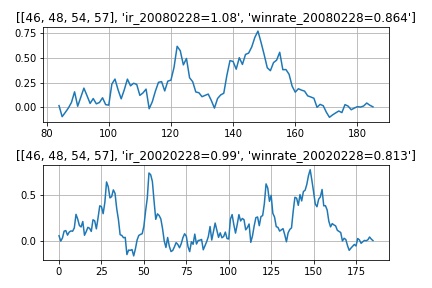 [[46, 48, 54, 57], 'ir_20080228=1.08', 'winrate_20080228=0.864']
0.75
0.50
0.25
0.00
80 100 120 140 160 180
[[46, 48, 54, 57], 'ir_20020228=0.99', 'winrate_20020228=0.813']
0.5
0.0
0 25 50 75 100 125 150 175